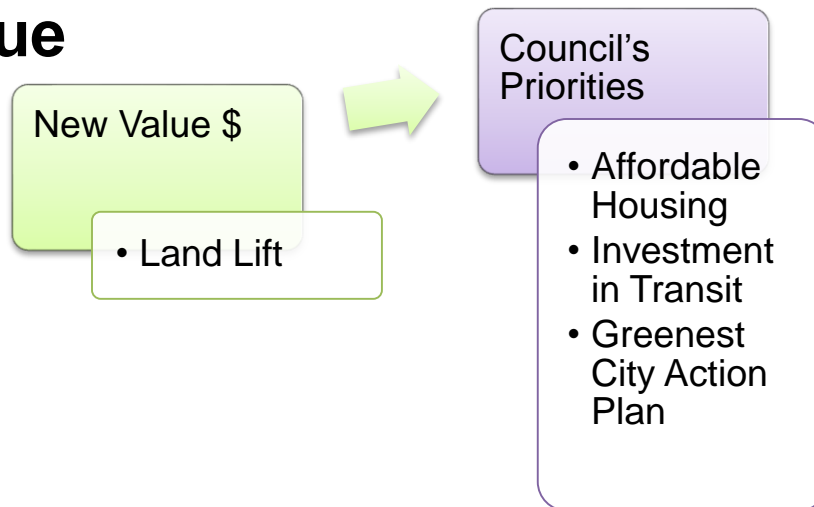 ue
New Value $
• Land Lift
Council’s
Priorities
• Affordable
Housing
• Investment
in Transit
• Greenest
City Action
Plan